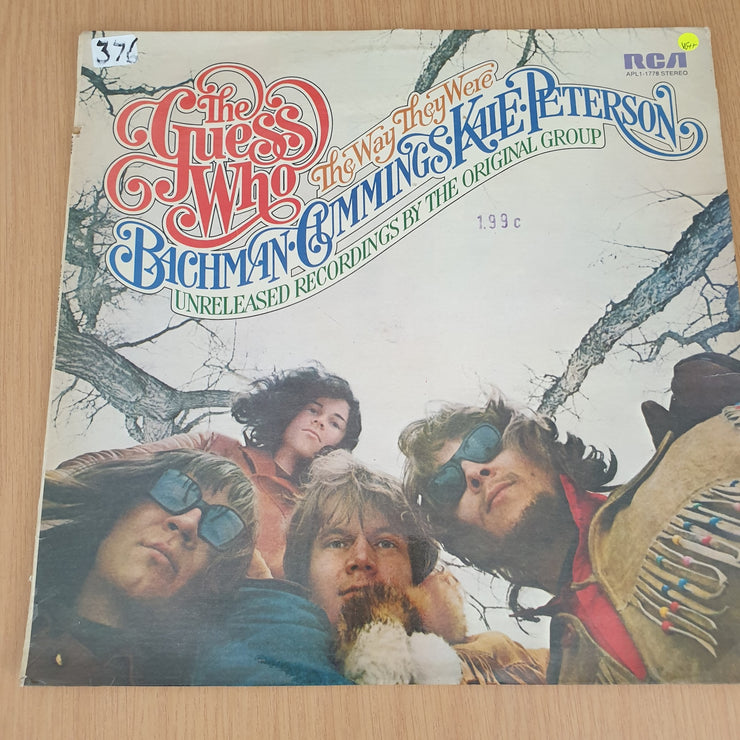 376
VG++
RCA
APL1-1778 STEREO
The
Guess
Who
The Way They Were
BACHMAN·CUMMINGS·KALE·PETERSON
UNRELEASED RECORDINGS BY THE ORIGINAL GROUP
1.99c